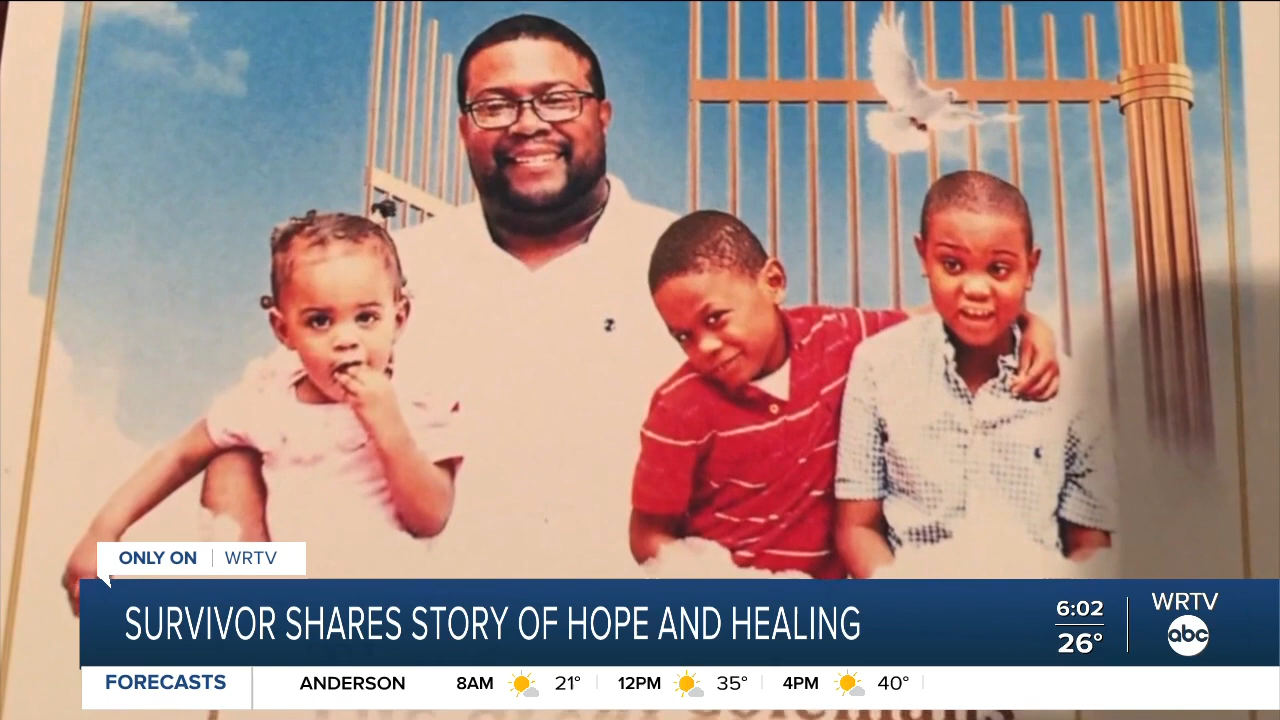 ONLY ON WRTV
SURVIVOR SHARES STORY OF HOPE AND HEALING
6:02
26°
WRTV
abc
FORECASTS ANDERSON 8AM 21° 12PM 35° 4PM 40°